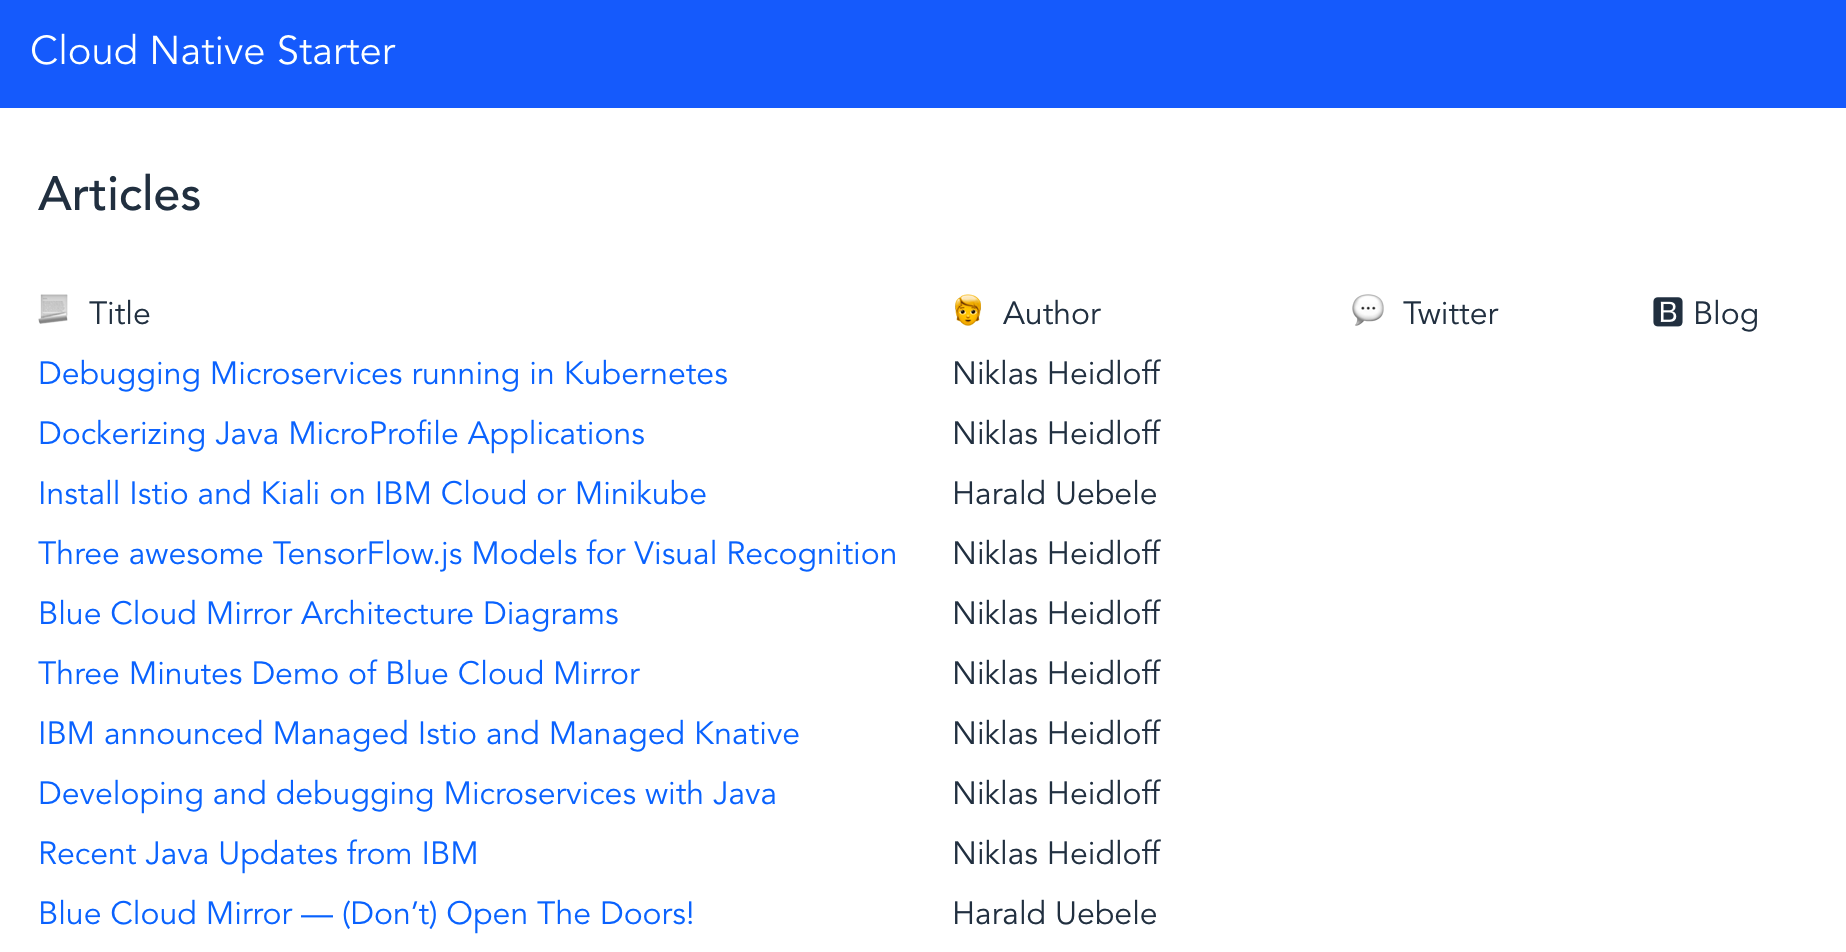 Cloud Native Starter
Articles
Title Author Twitter B Blog
Debugging Microservices running in Kubernetes Niklas Heidloff
Dockerizing Java MicroProfile Applications Niklas Heidloff
Install Istio and Kiali on IBM Cloud or Minikube Harald Uebele
Three awesome TensorFlow.js Models for Visual Recognition Niklas Heidloff
Blue Cloud Mirror Architecture Diagrams Niklas Heidloff
Three Minutes Demo of Blue Cloud Mirror Niklas Heidloff
IBM announced Managed Istio and Managed Knative Niklas Heidloff
Developing and debugging Microservices with Java Niklas Heidloff
Recent Java Updates from IBM Niklas Heidloff
Blue Cloud Mirror — (Don’t) Open The Doors! Harald Uebele